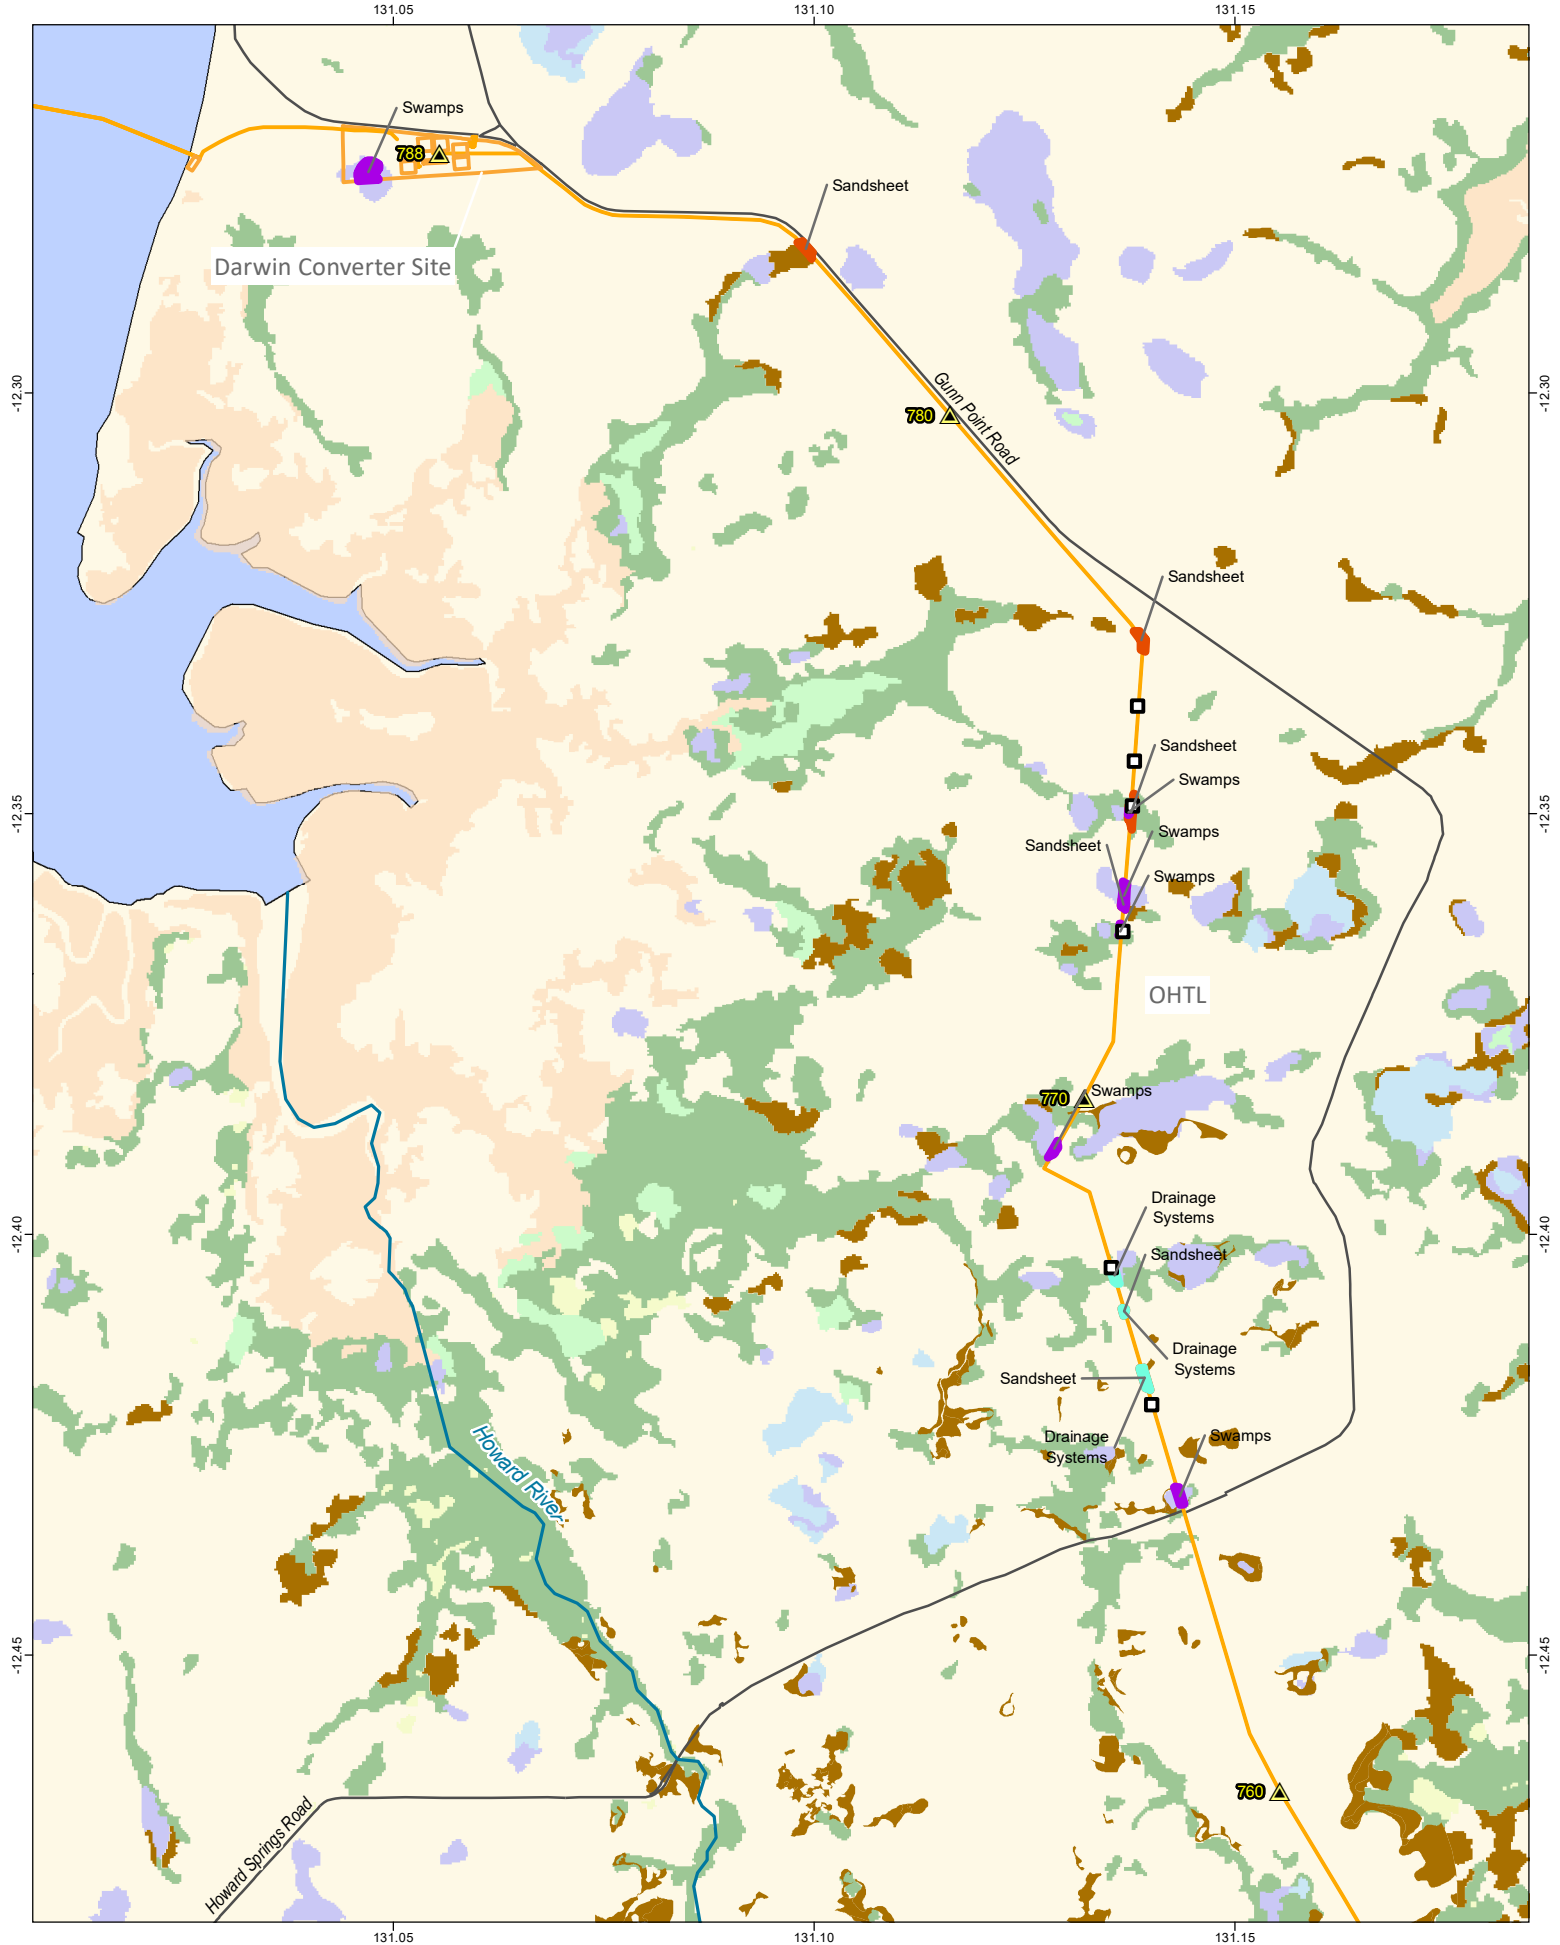 131.05
131.10
131.15
Swamps
788
Sandsheet
Darwin Converter Site
-12.30
-12.30
Gunn Point Road
780
Sandsheet
Sandsheet
Swamps
-12.35
-12.35
Swamps
Sandsheet
Swamps
OHTL
Swamps
770
Drainage
Systems
-12.40
-12.40
Sandsheet
Drainage
Systems
Sandsheet
Swamps
Drainage
Systems
Howard River
-12.45
-12.45
760
Howard Springs Road
131.05
131.10
131.15